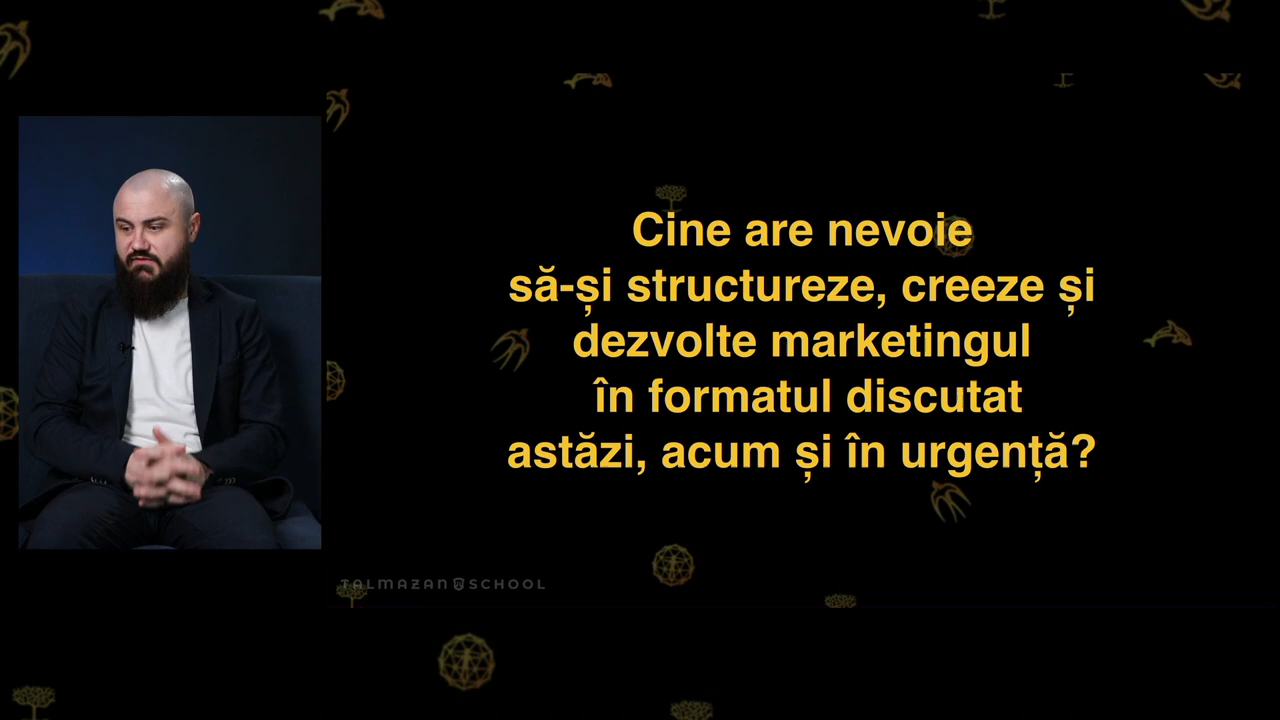 Cine are nevoie
să-și structureze, creeze și
dezvolte marketingul
în formatul discutat
astăzi, acum și în urgență?
TALMAZAN SCHOOL